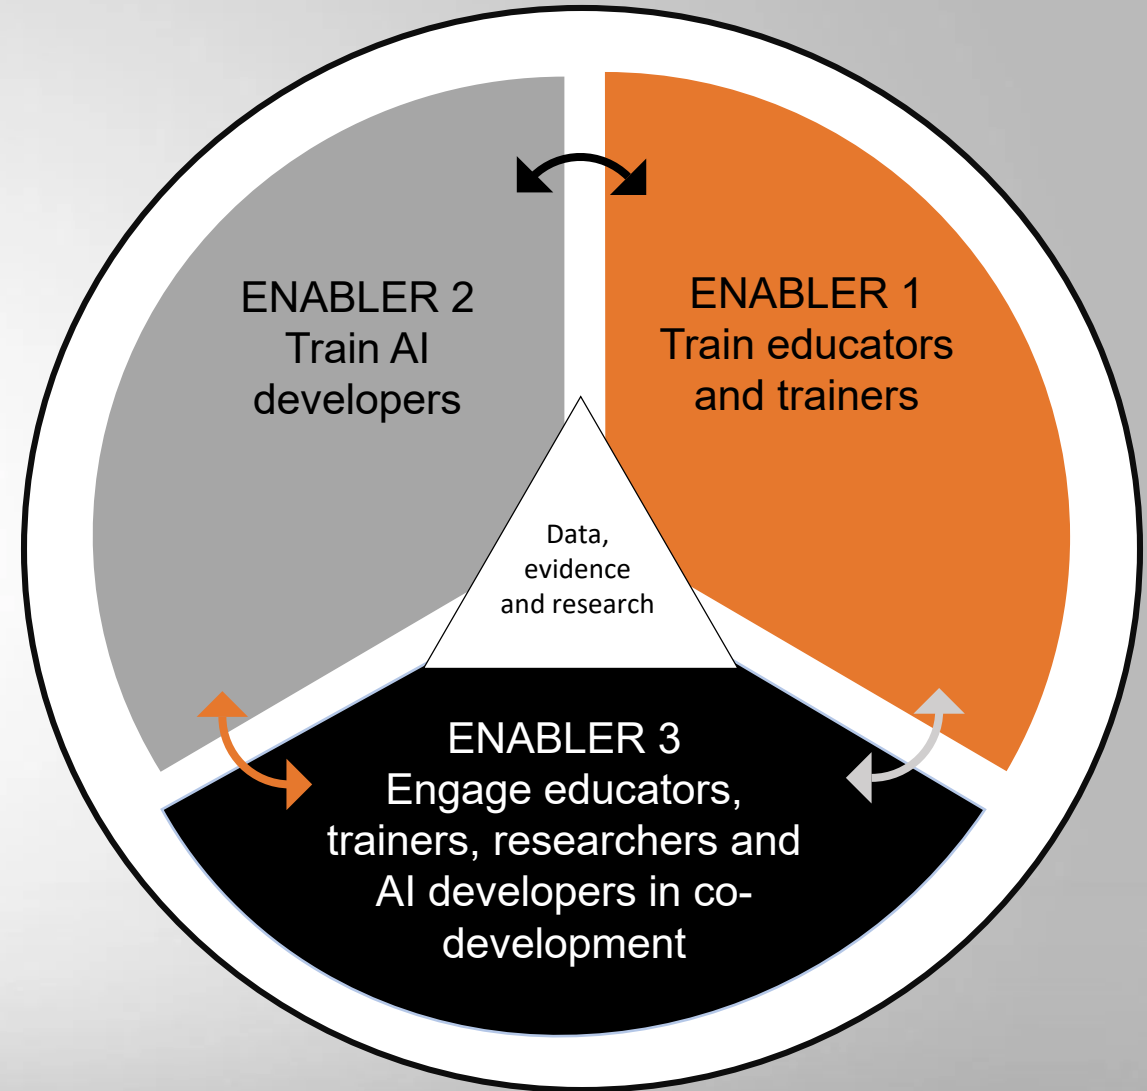 ENABLER 2
Train AI
developers
ENABLER 1
Train educators
and trainers
Data,
evidence
and research
ENABLER 3
Engage educators,
trainers, researchers and
AI developers in co-
development